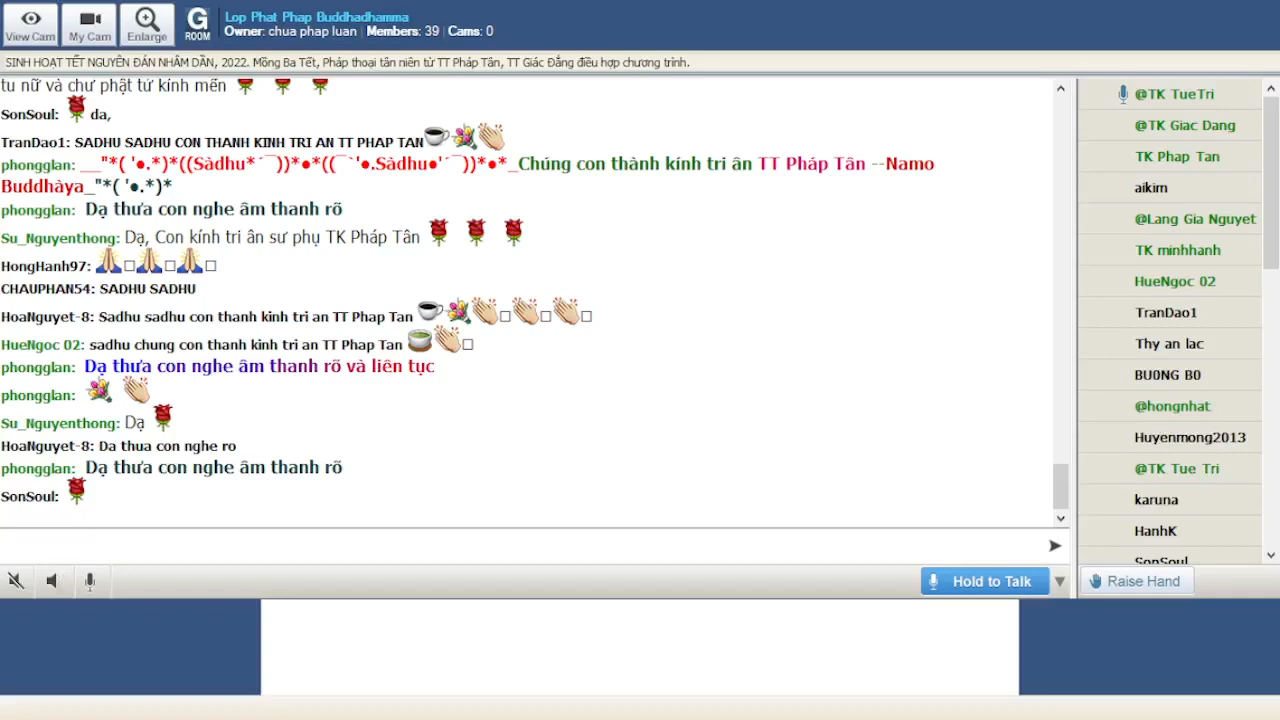 View Cam
My Cam
Enlarge
G
ROOM
Lop Phat Phap Buddhadhamma
Owner: chua phap luan | Members: 39 | Cams: 0
SINH HOẠT TẾT NGUYÊN ĐÁN NHÂM DẦN, 2022. Mồng Ba Tết, Pháp thoại tân niên từ TT Pháp Tân, TT Giác Đẳng điều hợp chương trình.
tu nữ và chư phật tử kính mến
SonSoul: da,
TranDao1: SADHU SADHU CON THANH KINH TRI AN TT PHAP TAN
phongglan: __"*( '●.*)*((Sàdhu*´¯))*●*((¯`'●.Sàdhu●'´¯))*●*_Chúng con thành kính tri ân TT Pháp Tân --Namo
Buddhàya_"*( '●.*)*
phongglan: Dạ thưa con nghe âm thanh rõ
Su_Nguyenthong: Dạ, Con kính tri ân sư phụ TK Pháp Tân
HongHanh97:
CHAUPHAN54: SADHU SADHU
HoaNguyet-8: Sadhu sadhu con thanh kinh tri an TT Phap Tan
HueNgoc 02: sadhu chung con thanh kinh tri an TT Phap Tan
phongglan: Dạ thưa con nghe âm thanh rõ và liên tục
phongglan:
Su_Nguyenthong: Dạ
HoaNguyet-8: Da thua con nghe ro
phongglan: Dạ thưa con nghe âm thanh rõ
SonSoul:
Hold to Talk
@TK TueTri
@TK Giac Dang
TK Phap Tan
aikim
@Lang Gia Nguyet
TK minhhanh
HueNgoc 02
TranDao1
Thy an lac
BU0NG B0
@hongnhat
Huyenmong2013
@TK Tue Tri
karuna
HanhK
SonSoul
Raise Hand